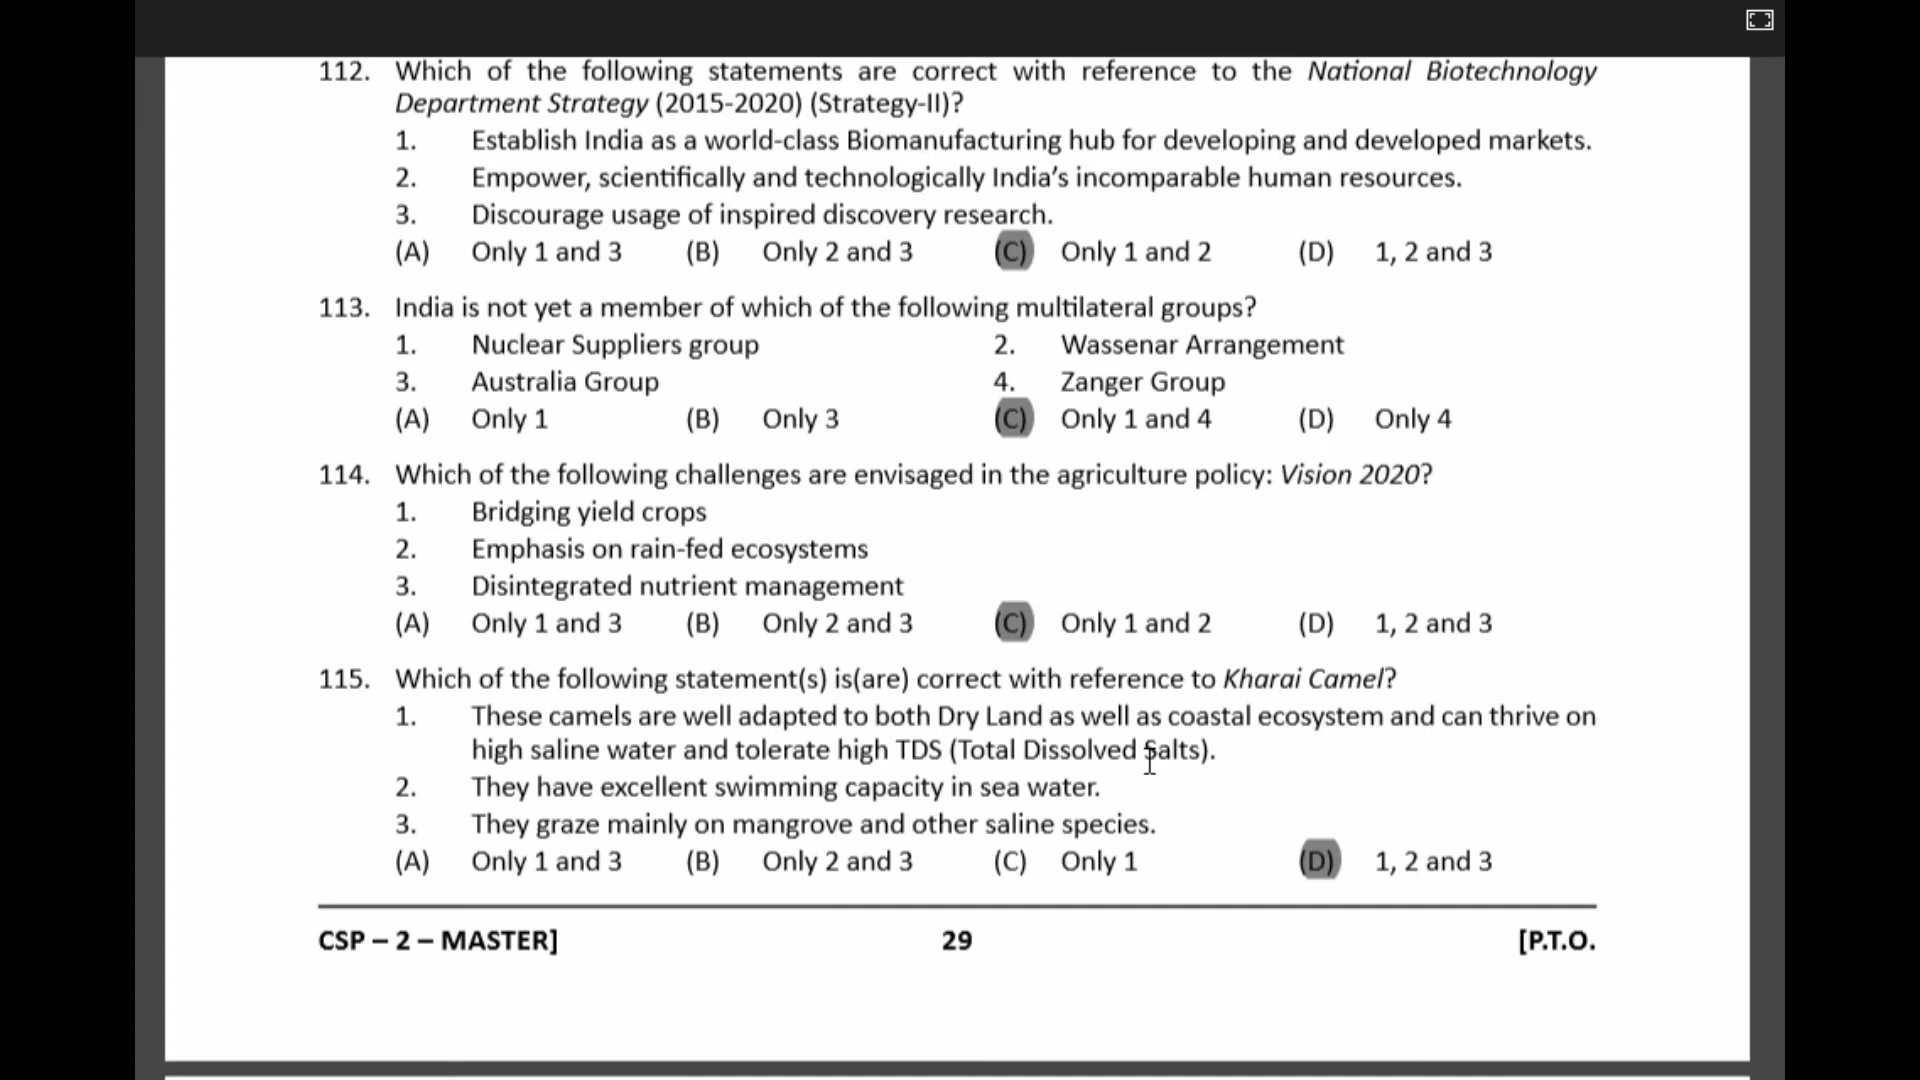 112. Which of the following statements are correct with reference to the National Biotechnology
Department Strategy (2015-2020) (Strategy-II)?
1. Establish India as a world-class Biomanufacturing hub for developing and developed markets.
2. Empower, scientifically and technologically India's incomparable human resources.
3. Discourage usage of inspired discovery research.
(A) Only 1 and 3 (B) Only 2 and 3 (C) Only 1 and 2 (D) 1, 2 and 3
113. India is not yet a member of which of the following multilateral groups?
1. Nuclear Suppliers group 2. Wassenar Arrangement
3. Australia Group 4. Zanger Group
(A) Only 1 (B) Only 3 (C) Only 1 and 4 (D) Only 4
114. Which of the following challenges are envisaged in the agriculture policy: Vision 2020?
1. Bridging yield crops
2. Emphasis on rain-fed ecosystems
3. Disintegrated nutrient management
(A) Only 1 and 3 (B) Only 2 and 3 (C) Only 1 and 2 (D) 1, 2 and 3
115. Which of the following statement(s) is(are) correct with reference to Kharai Camel?
1. These camels are well adapted to both Dry Land as well as coastal ecosystem and can thrive on
high saline water and tolerate high TDS (Total Dissolved Salts).
2. They have excellent swimming capacity in sea water.
3. They graze mainly on mangrove and other saline species.
(A) Only 1 and 3 (B) Only 2 and 3 (C) Only 1 (D) 1, 2 and 3
CSP – 2 – MASTER] 29 [P.T.O.